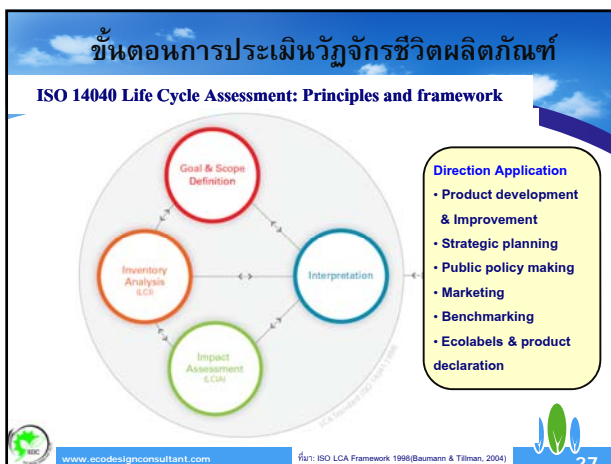 ขั้นตอนการประเมินวัฏจักรชีวิตผลิตภัณฑ์
ISO 14040 Life Cycle Assessment: Principles and framework
Goal & Scope
Definition
Inventory
Analysis
(LCI)
Interpretation
Impact
Assessment
(LCIA)
Direction Application
• Product development
& Improvement
• Strategic planning
• Public policy making
• Marketing
• Benchmarking
• Ecolabels & product
declaration
EDC
www.ecodesignconsultant.com
ที่มา: ISO LCA Framework 1998(Baumann & Tillman, 2004)
27